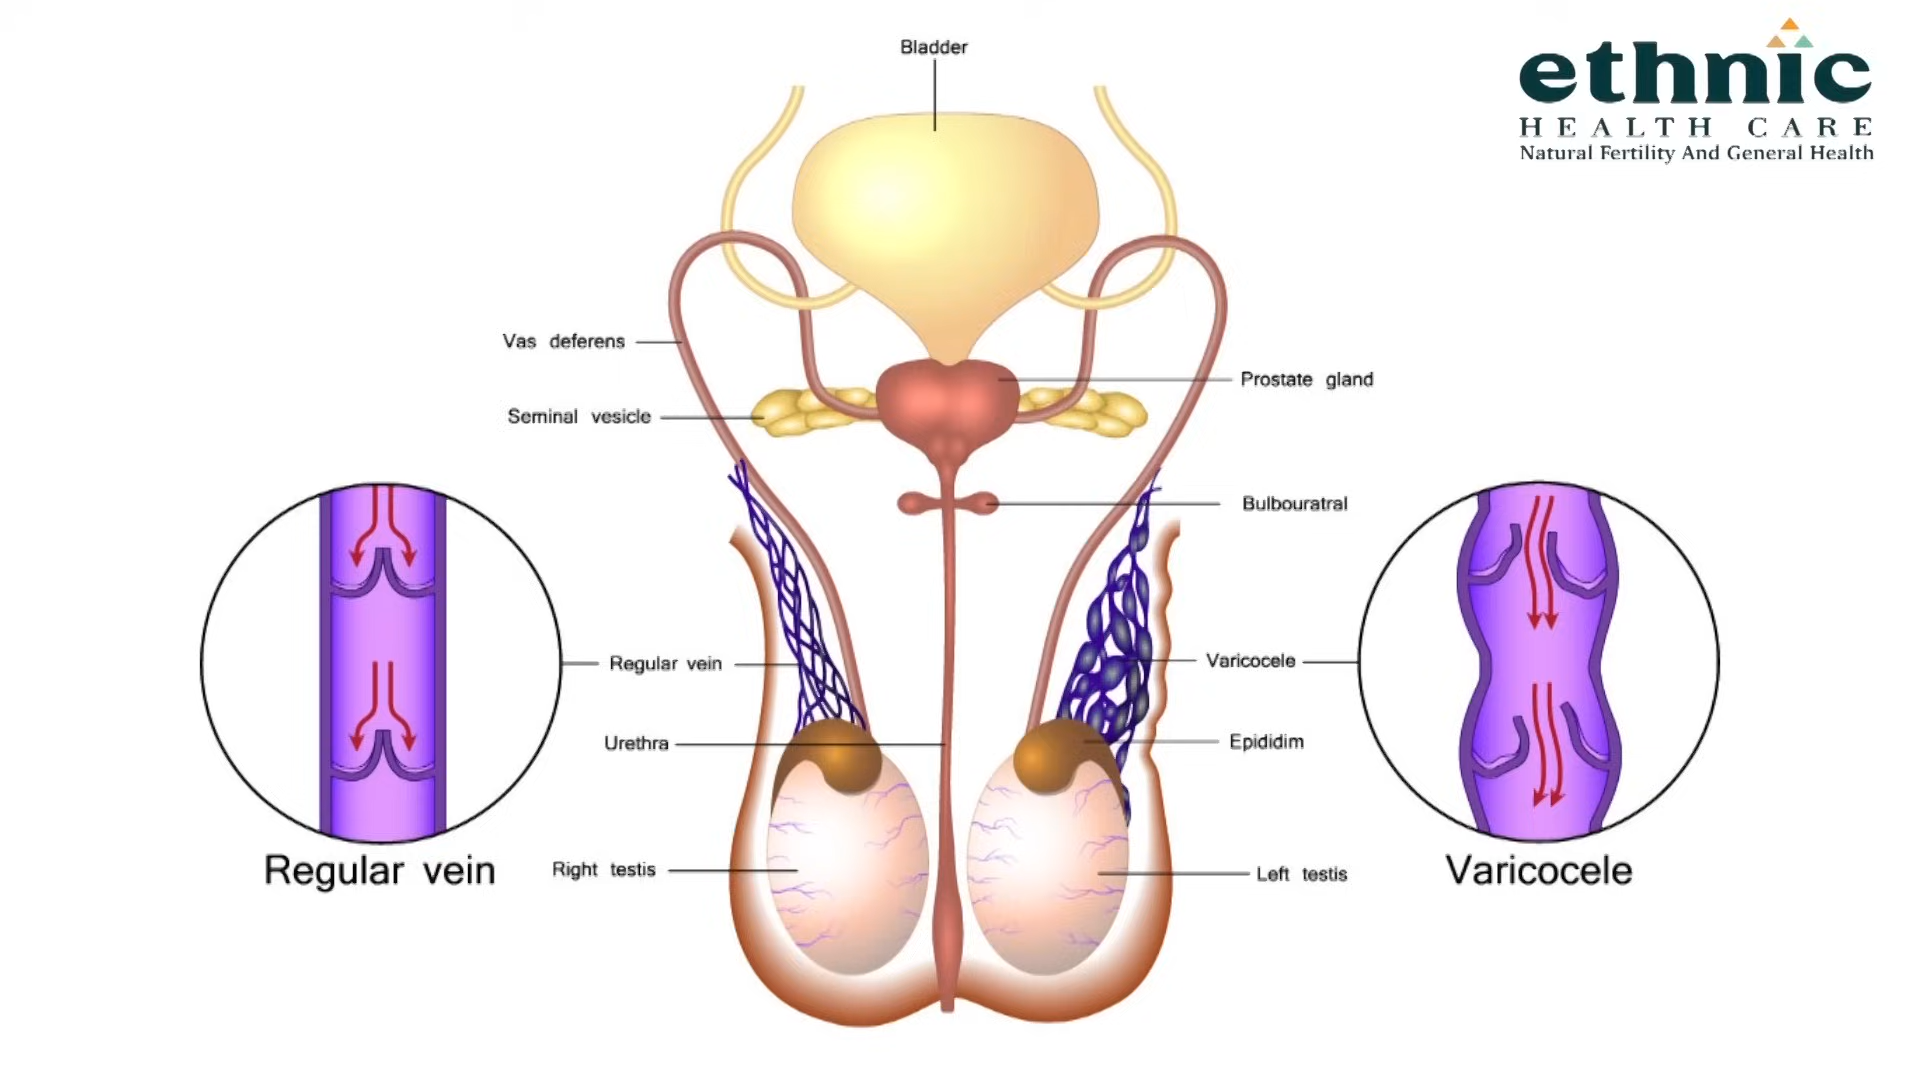 Bladder
ethnic
HEALTH CARE
Natural Fertility And General Health
Vas deferens
Prostate gland
Seminal vesicle
Bulbouratral
Regular vein
Varicocele
Urethra
Epididim
Regular vein
Right testis
Left testis
Varicocele